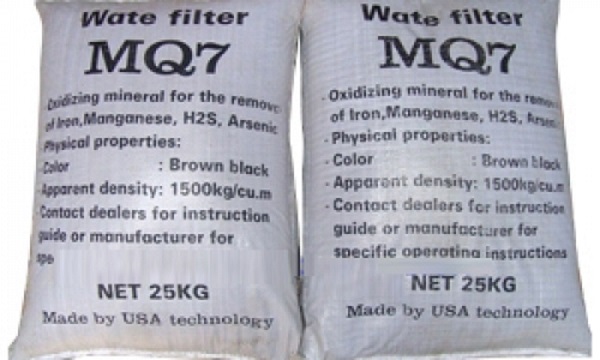 Wate filter
MQ7
Oxidizing mineral for the remov
of Iron,Manganese, H2S, Arsenic
Physical properties:
-Color : Brown black
-Apparent density: 1500kg/cu.m
-Contact dealers for instruction
guide or manufacturer for
spe
NET 25KG
Made by USA technology
Wate filter
MQ7
-Oxidizing mineral for the remov
of Iron,Manganese, H2S, Arsen
-Physical properties:
-Color : Brown black
-Apparent density: 1500kg/cu.m
-Contact dealers for instruction
guide or manufacturer for
specific operating instructions
NET 25KG
Made by USA technology